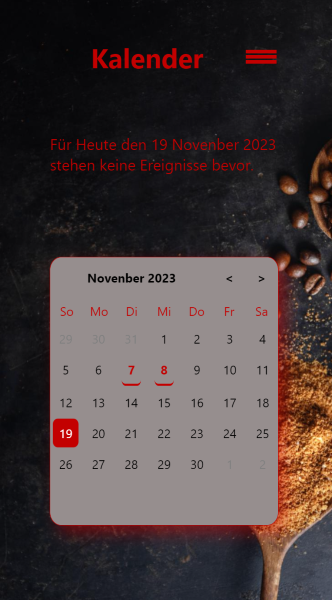 Kalender
Für Heute den 19 Novenber 2023
stehen keine Ereignisse bevor.
Novenber 2023 < >
So Mo Di Mi Do Fr Sa
29 30 31 1 2 3 4
5 6 7 8 9 10 11
12 13 14 15 16 17 18
19 20 21 22 23 24 25
26 27 28 29 30 1 2